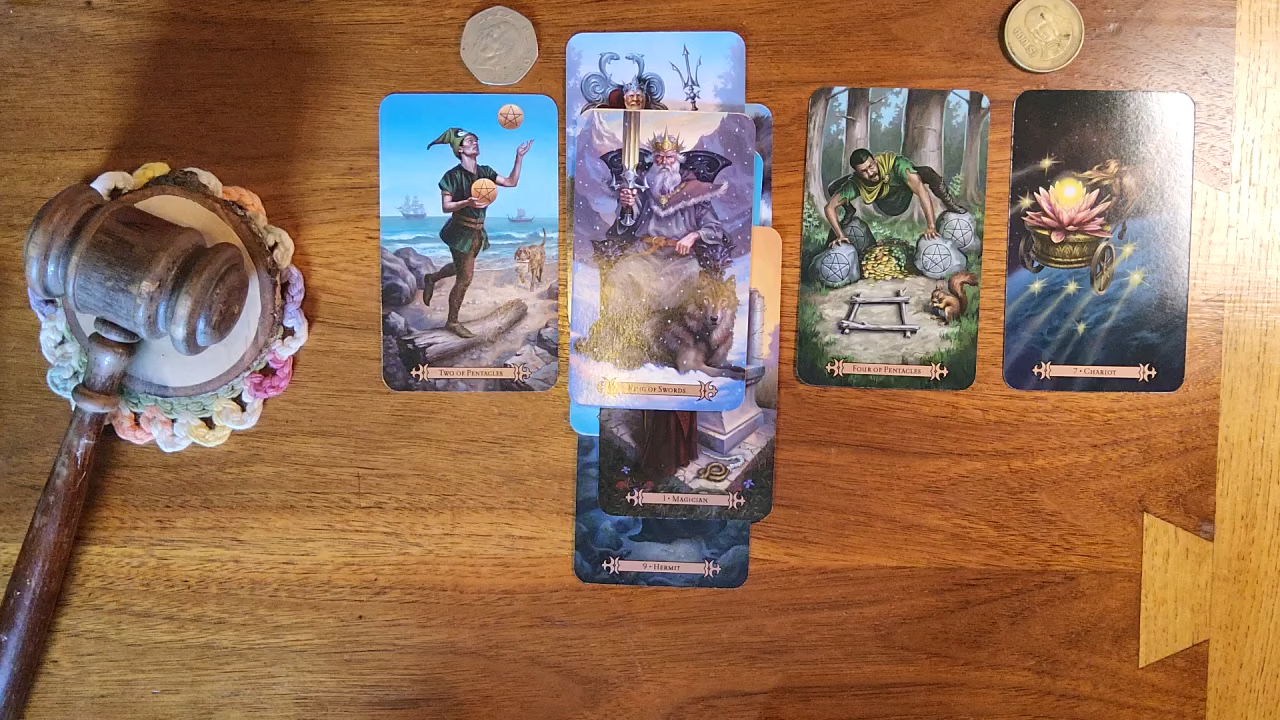 Two of Pentacles
King of Swords
Four of Pentacles
7 • Chariot
1 • Magician
9 • Hermit